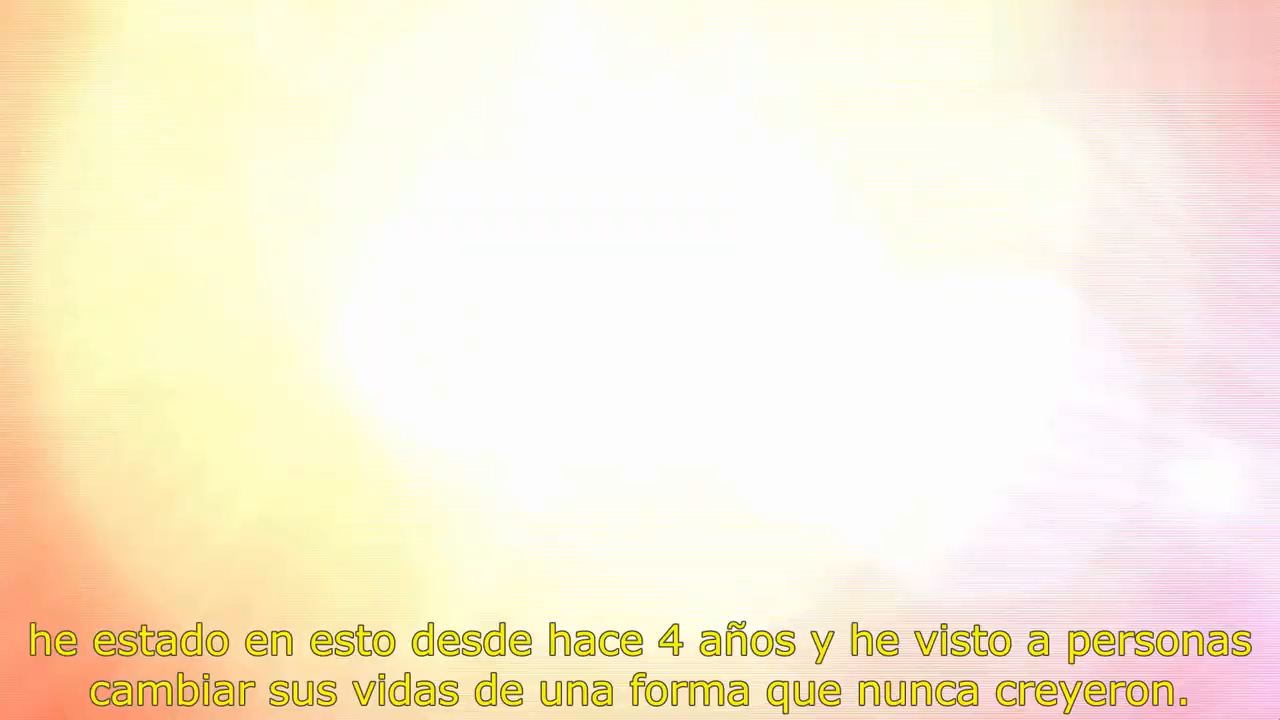 he estado en esto desde hace 4 años y he visto a personas
cambiar sus vidas de una forma que nunca creyeron.